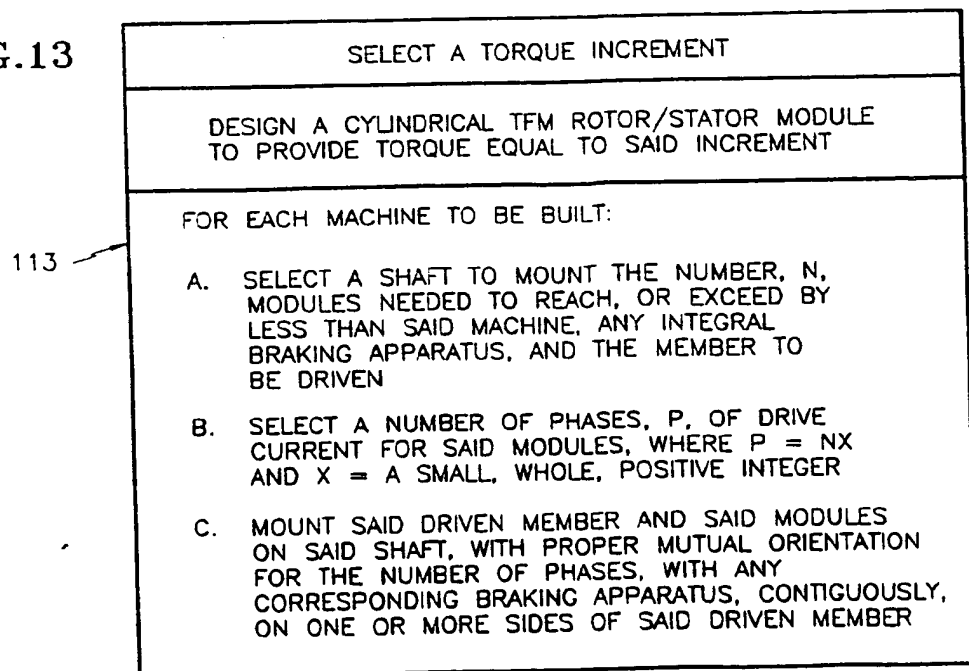 G.13
SELECT A TORQUE INCREMENT
DESIGN A CYLINDRICAL TFM ROTOR/STATOR MODULE
TO PROVIDE TORQUE EQUAL TO SAID INCREMENT
FOR EACH MACHINE TO BE BUILT:
113
A. SELECT A SHAFT TO MOUNT THE NUMBER, N,
MODULES NEEDED TO REACH, OR EXCEED BY
LESS THAN SAID MACHINE, ANY INTEGRAL
BRAKING APPARATUS, AND THE MEMBER TO
BE DRIVEN
B. SELECT A NUMBER OF PHASES, P, OF DRIVE
CURRENT FOR SAID MODULES, WHERE P = NX
AND X = A SMALL, WHOLE, POSITIVE INTEGER
C. MOUNT SAID DRIVEN MEMBER AND SAID MODULES
ON SAID SHAFT, WITH PROPER MUTUAL ORIENTATION
FOR THE NUMBER OF PHASES, WITH ANY
CORRESPONDING BRAKING APPARATUS, CONTIGUOUSLY,
ON ONE OR MORE SIDES OF SAID DRIVEN MEMBER